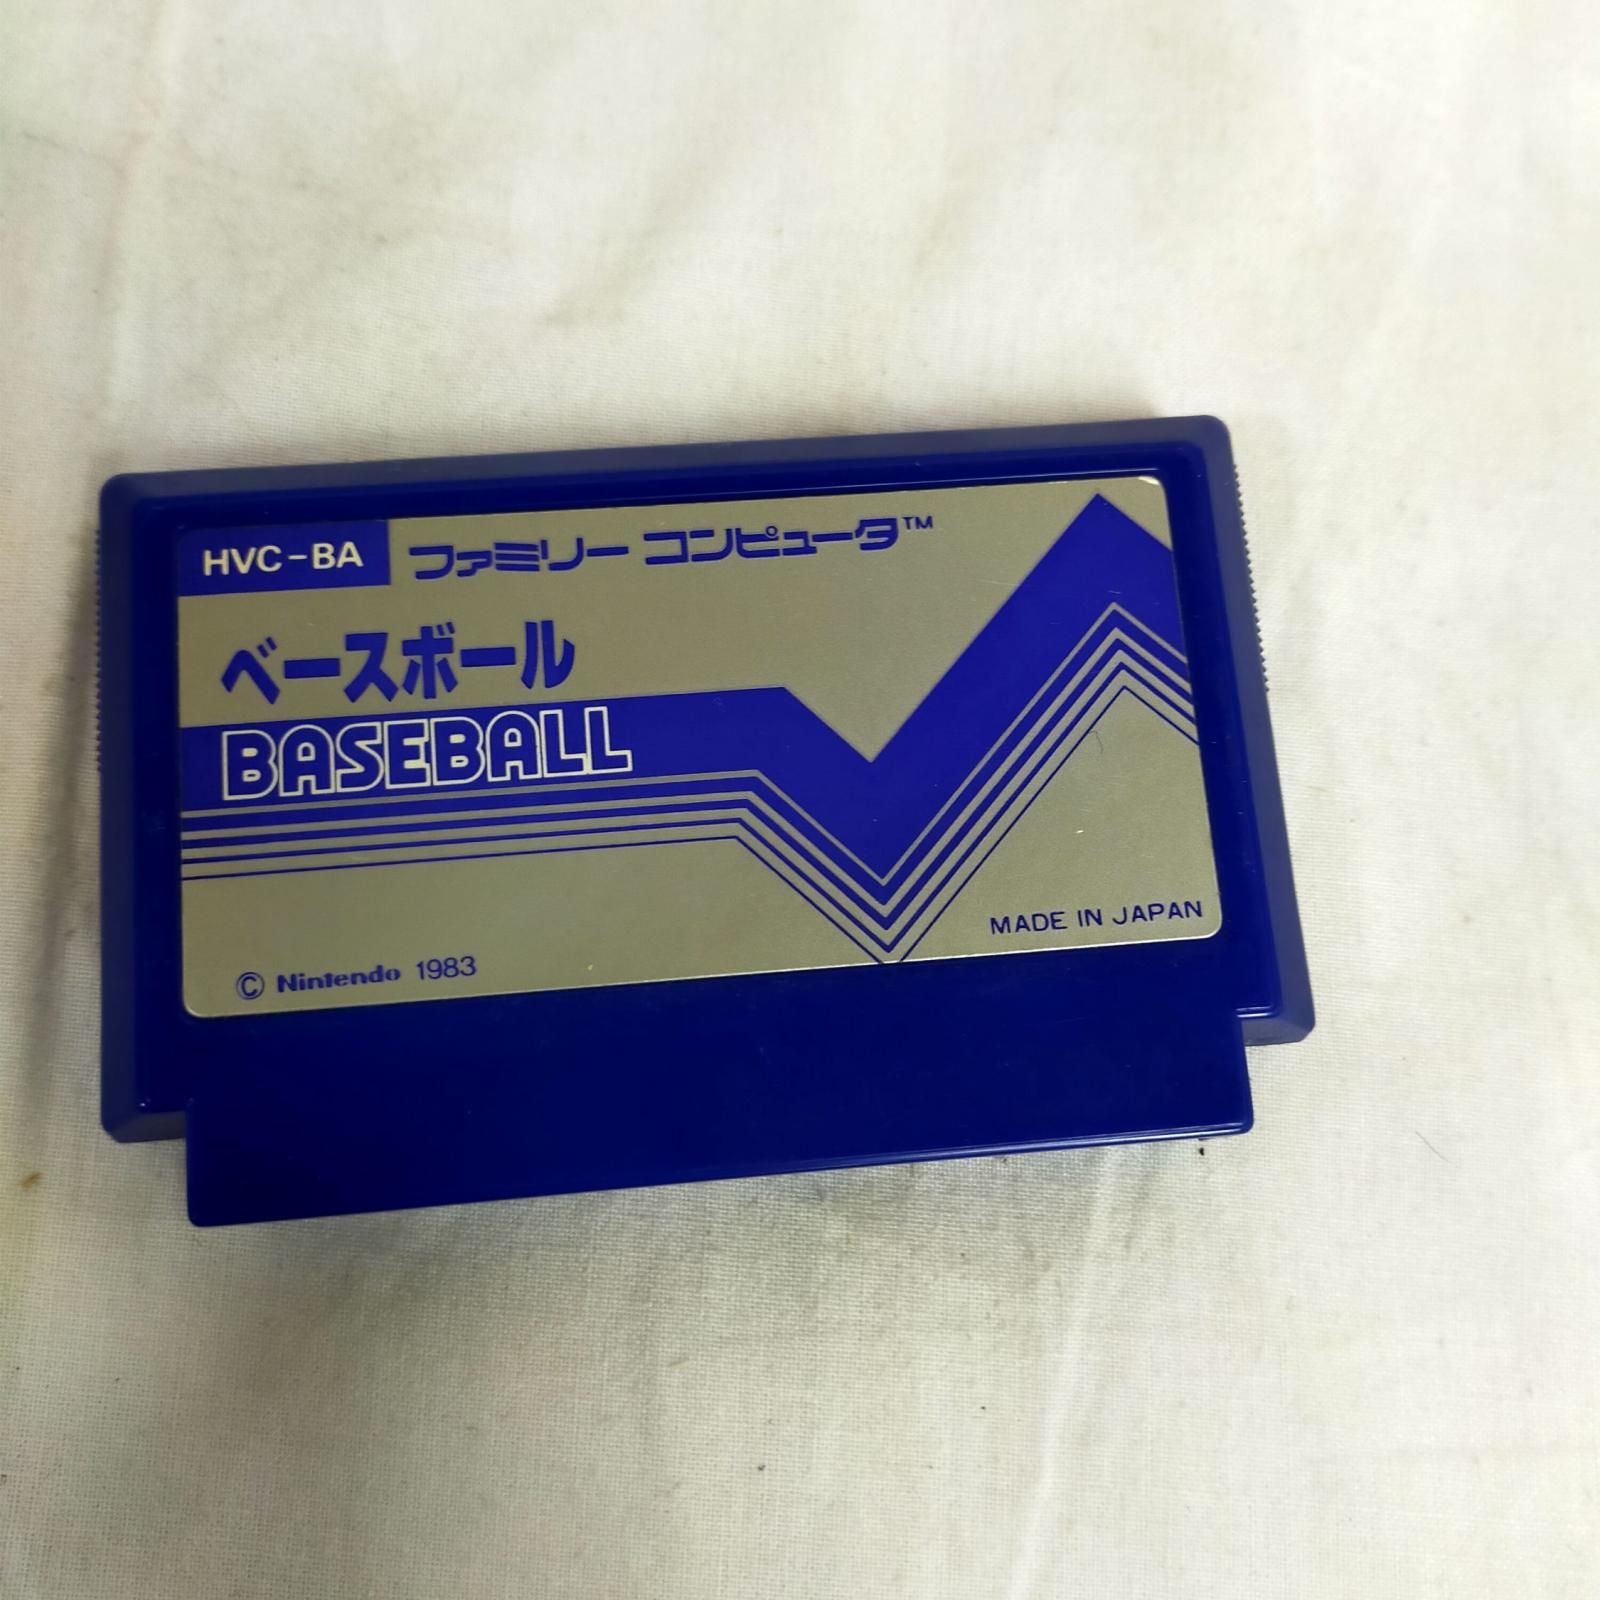 HVC-BA ファミリー コンピュータ™
ベースボール
BASEBALL
MADE IN JAPAN
© Nintendo 1983